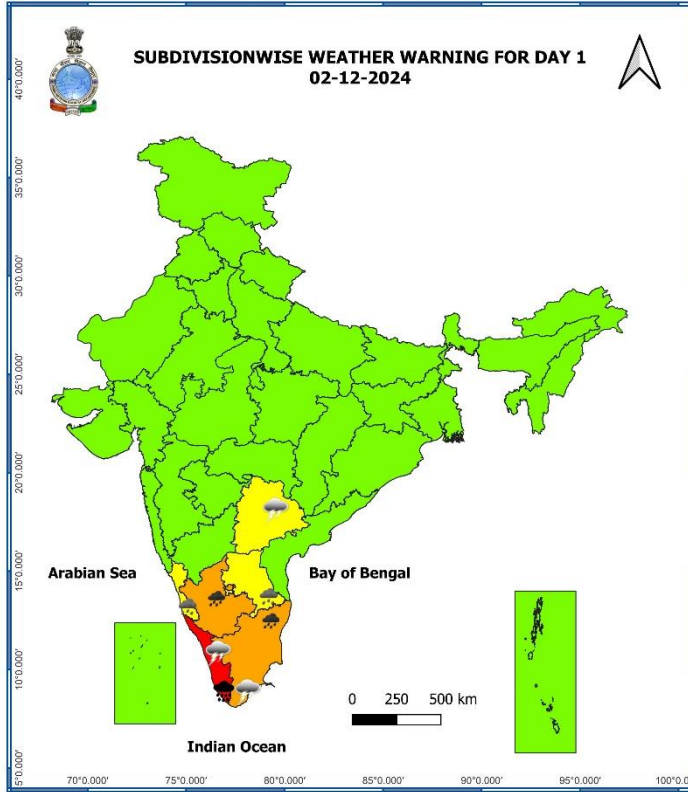 SUBDIVISIONWISE WEATHER WARNING FOR DAY 1
02-12-2024
40°0.000'
35°0.000'
30°0.000'
25°0.000'
20°0.000'
15°0.000'
10°0.000'
5°0.000'
Arabian Sea
Bay of Bengal
0 250 500 km
Indian Ocean
70°0.000' 75°0.000' 80°0.000' 85°0.000' 90°0.000' 95°0.000' 100°0.0